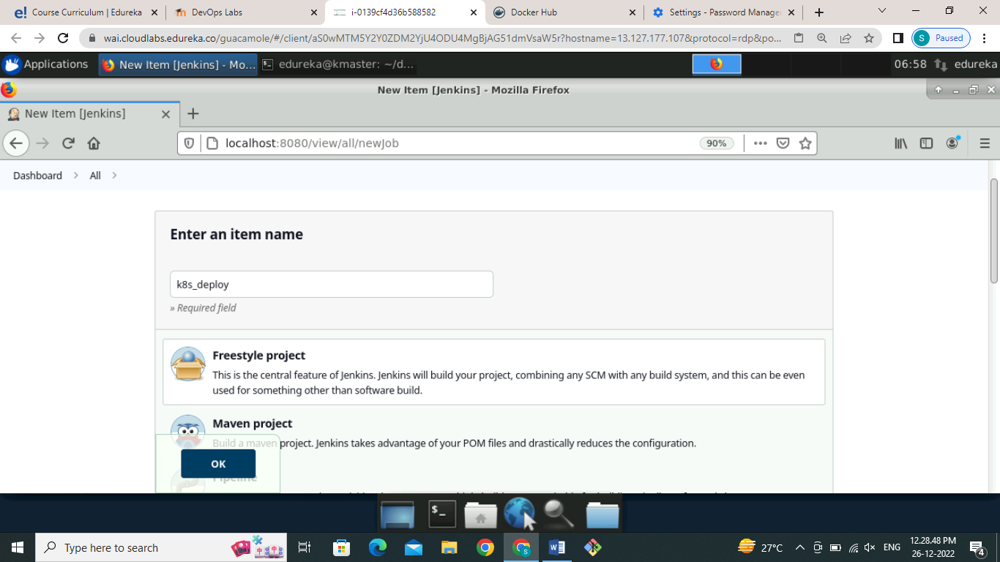 Course Curriculum | Edureka
DevOps Labs
i-0139cf4d36b588582
Docker Hub
Settings - Password Manage
wai.cloudlabs.edureka.co/guacamole/#/client/aS0wMTM5Y2Y0ZDM2YjU4ODU4MgBjAG51dmVsaW5r?hostname=13.127.177.107&protocol=rdp&po...
S Paused
Applications
New Item [Jenkins] - Mo...
edureka@kmaster: ~/d...
06:58
edureka
New Item [Jenkins] - Mozilla Firefox
New Item [Jenkins]
localhost:8080/view/all/newJob
90%
Dashboard
All
Enter an item name
k8s_deploy
» Required field
Freestyle project
This is the central feature of Jenkins. Jenkins will build your project, combining any SCM with any build system, and this can be even
used for something other than software build.
Maven project
Build a maven project. Jenkins takes advantage of your POM files and drastically reduces the configuration.
OK
Pipeline
Type here to search
27°C
ENG
12.28.48 PM
26-12-2022
4